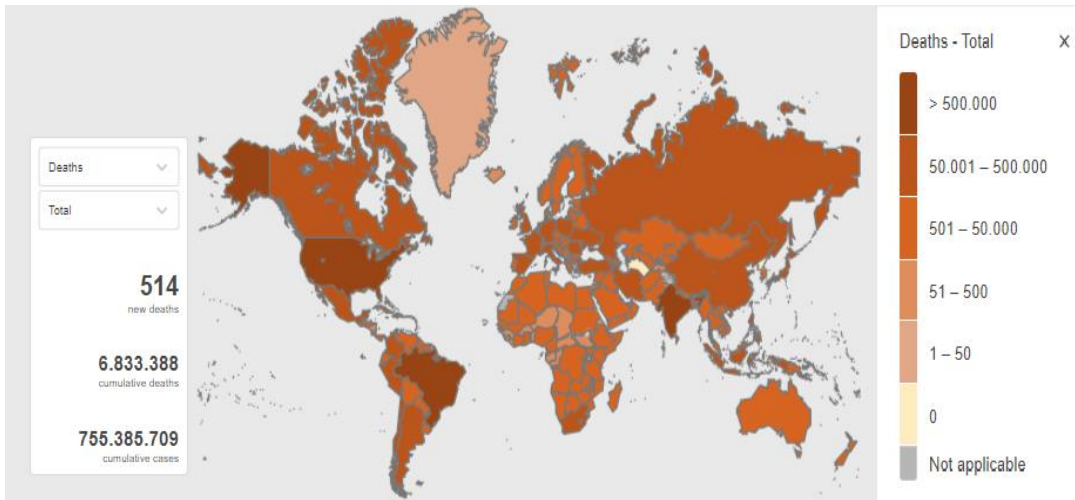 Deaths
Total
514
new deaths
6.833.388
cumulative deaths
755.385.709
cumulative cases
Deaths - Total X
> 500.000
50.001 – 500.000
501 – 50.000
51 – 500
1 – 50
0
Not applicable